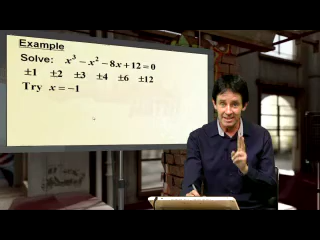 Example
Solve: x³ − x² − 8x + 12 = 0
±1 ±2 ±3 ±4 ±6 ±12
Try x = −1